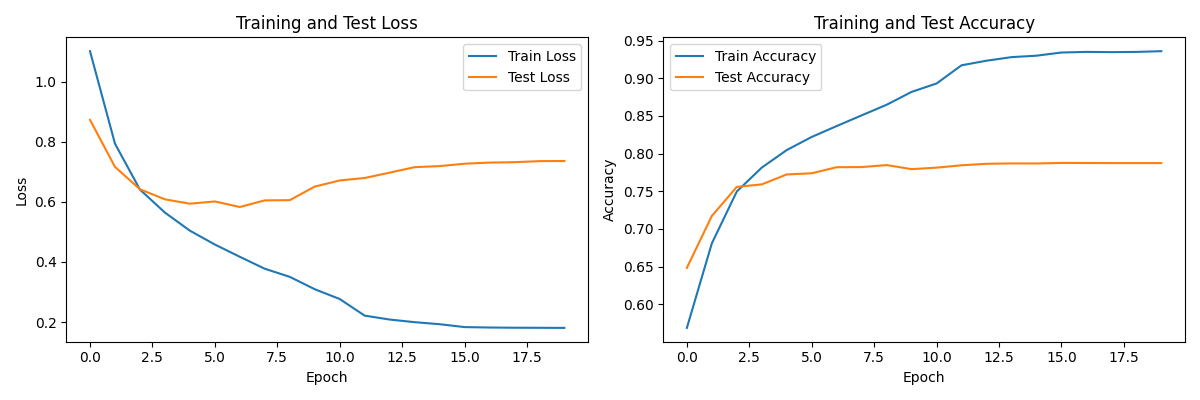 Training and Test Loss
Train Loss
Test Loss
1.0
0.8
0.6
0.4
0.2
Loss
0.0 2.5 5.0 7.5 10.0 12.5 15.0 17.5
Epoch
Training and Test Accuracy
Train Accuracy
Test Accuracy
0.95
0.90
0.85
0.80
0.75
0.70
0.65
0.60
Accuracy
0.0 2.5 5.0 7.5 10.0 12.5 15.0 17.5
Epoch